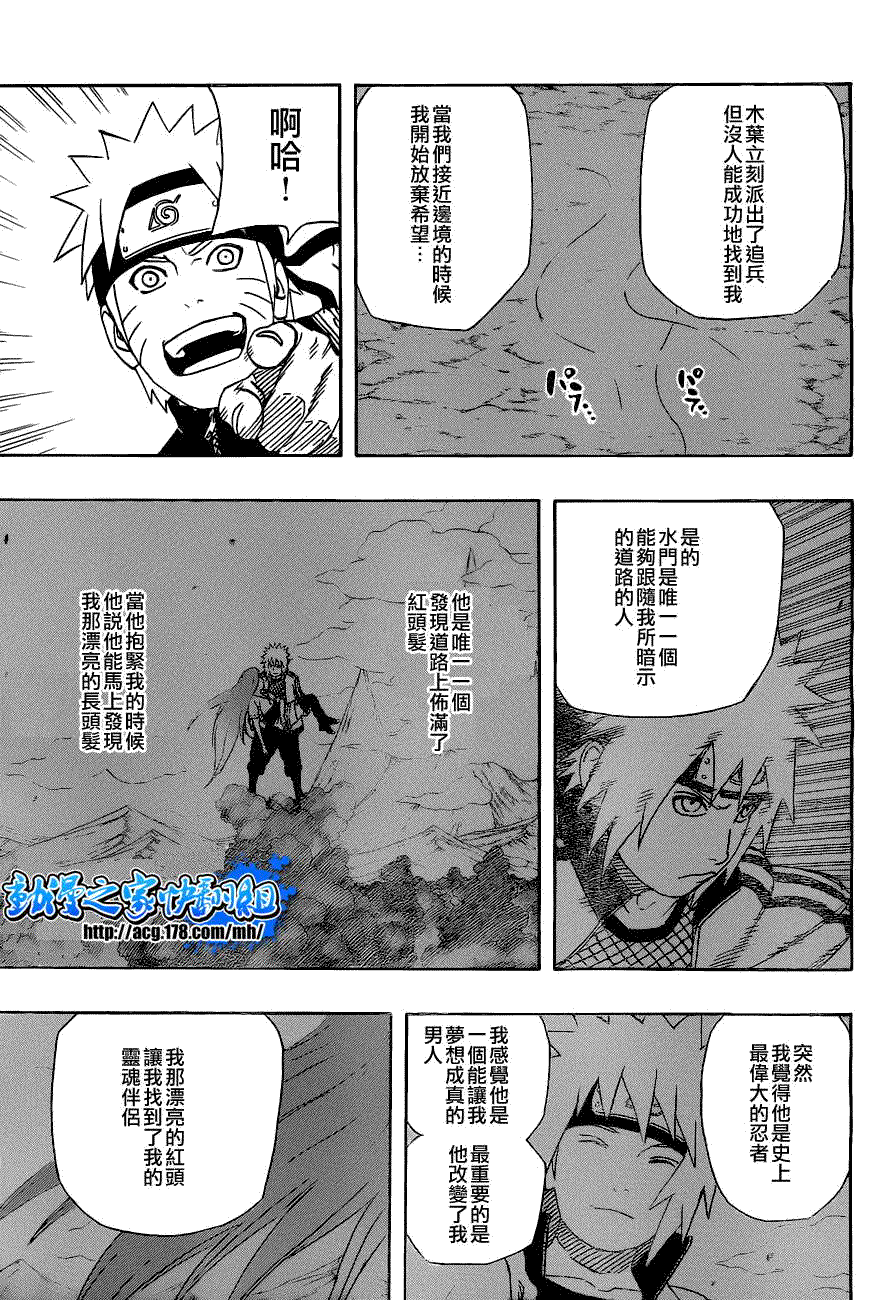 木葉立刻派出了追兵
但沒人能成功地找到我
當我們接近邊境的時候
我開始放棄希望…
パラ…
パラ…
啊哈！
是的
水門是唯一一個
能夠跟隨我所暗示
的道路的人
他是唯一一個
發現道路上佈滿了
紅頭髮
當他抱緊我的時候
他說他能馬上發現
我那漂亮的長頭髮
動漫之家快翻組
http://acg.178.com/mh/
突然
我覺得他是史上
最偉大的忍者
我感覺他是
一個能讓我
夢想成真的
男人
最重要的是
他改變了我
我那漂亮的紅頭
讓我找到了我的
靈魂伴侶